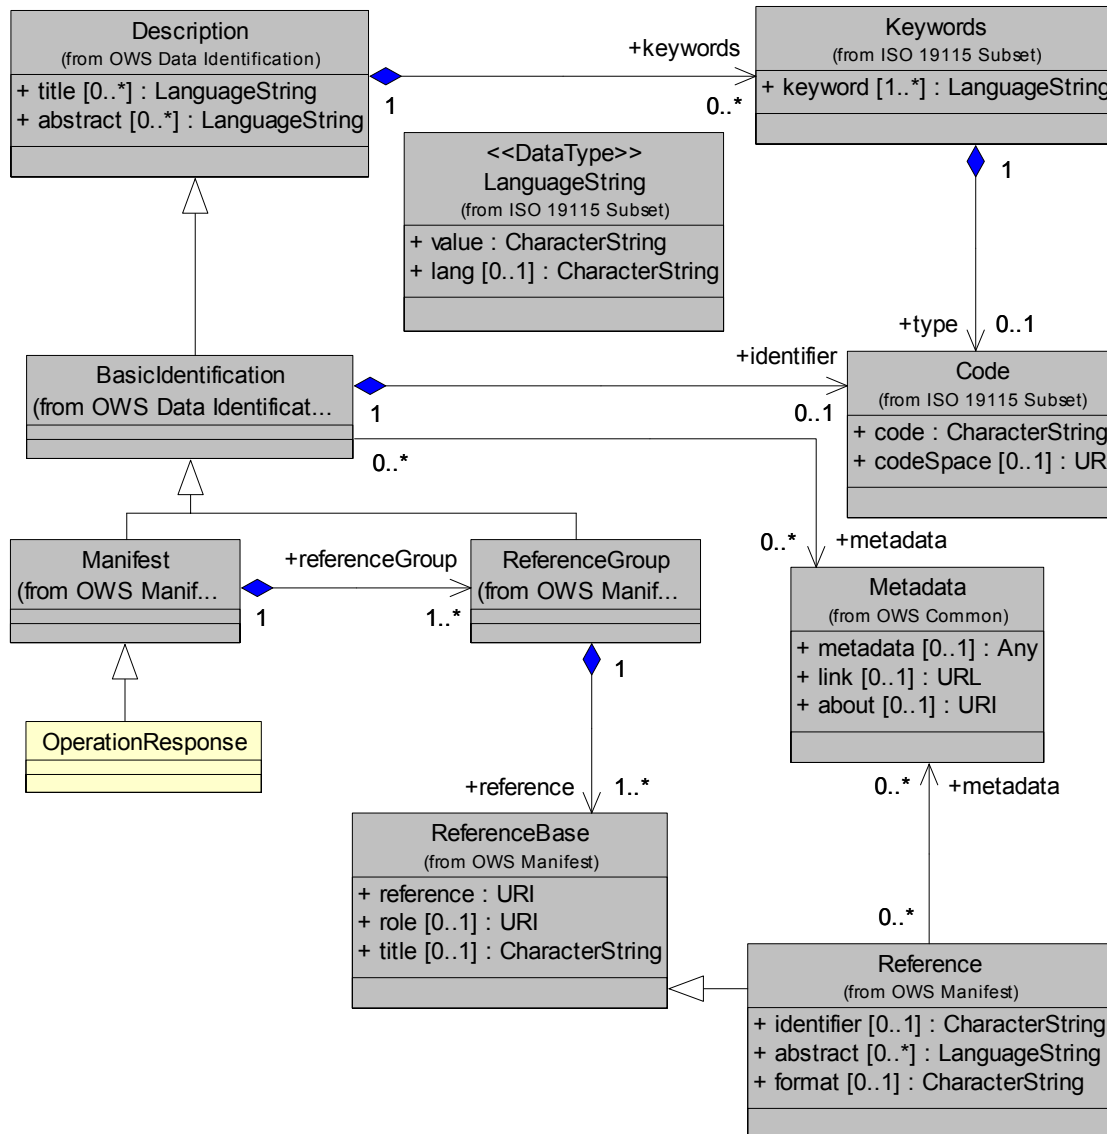 Description
(from OWS Data Identification)
+ title [0..*] : LanguageString
+ abstract [0..*] : LanguageString
+keywords
1
0..*
Keywords
(from ISO 19115 Subset)
+ keyword [1..*] : LanguageString
1
<<DataType>>
LanguageString
(from ISO 19115 Subset)
+ value : CharacterString
+ lang [0..1] : CharacterString
+type
0..1
BasicIdentification
(from OWS Data Identificat...
+identifier
1
0..1
Code
(from ISO 19115 Subset)
+ code : CharacterString
+ codeSpace [0..1] : UR
0..*
0..*
+metadata
Manifest
(from OWS Manif...
+referenceGroup
1
1..*
ReferenceGroup
(from OWS Manif...
1
Metadata
(from OWS Common)
+ metadata [0..1] : Any
+ link [0..1] : URL
+ about [0..1] : URI
OperationResponse
+reference
1..*
0..*
+metadata
ReferenceBase
(from OWS Manifest)
+ reference : URI
+ role [0..1] : URI
+ title [0..1] : CharacterString
0..*
Reference
(from OWS Manifest)
+ identifier [0..1] : CharacterString
+ abstract [0..*] : LanguageString
+ format [0..1] : CharacterString